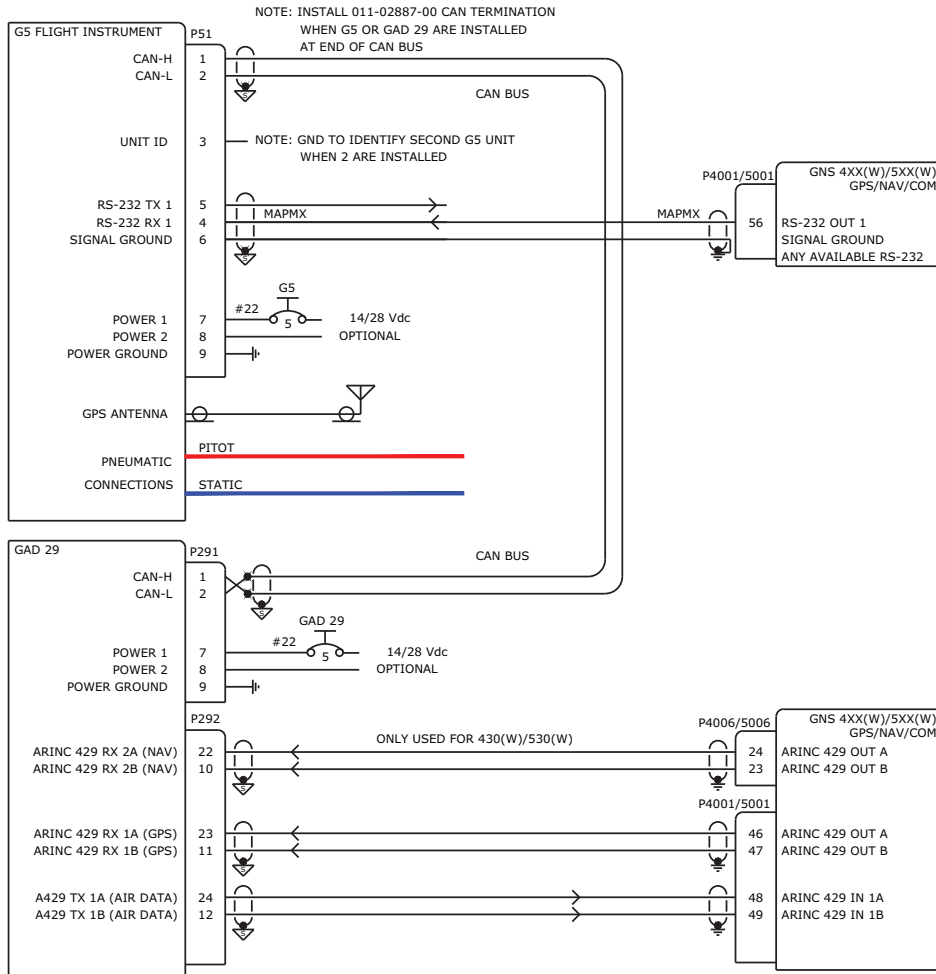 NOTE: INSTALL 011-02887-00 CAN TERMINATION
WHEN G5 OR GAD 29 ARE INSTALLED
AT END OF CAN BUS
G5 FLIGHT INSTRUMENT
P51
CAN-H 1
CAN-L 2
S
CAN BUS
UNIT ID 3
NOTE: GND TO IDENTIFY SECOND G5 UNIT
WHEN 2 ARE INSTALLED
RS-232 TX 1 5
RS-232 RX 1 4
SIGNAL GROUND 6
MAPMX
S
MAPMX
P4001/5001
GNS 4XX(W)/5XX(W)
GPS/NAV/COM
56 RS-232 OUT 1
SIGNAL GROUND
ANY AVAILABLE RS-232
G5
#22
5
14/28 Vdc
POWER 1 7
POWER 2 8
OPTIONAL
POWER GROUND 9
GPS ANTENNA
PNEUMATIC
CONNECTIONS
PITOT
STATIC
GAD 29
P291
CAN BUS
CAN-H 1
CAN-L 2
S
GAD 29
#22
5
14/28 Vdc
POWER 1 7
POWER 2 8
OPTIONAL
POWER GROUND 9
P292
ONLY USED FOR 430(W)/530(W)
P4006/5006
GNS 4XX(W)/5XX(W)
GPS/NAV/COM
ARINC 429 RX 2A (NAV) 22
24 ARINC 429 OUT A
ARINC 429 RX 2B (NAV) 10
23 ARINC 429 OUT B
S
P4001/5001
ARINC 429 RX 1A (GPS) 23
46 ARINC 429 OUT A
ARINC 429 RX 1B (GPS) 11
47 ARINC 429 OUT B
S
A429 TX 1A (AIR DATA) 24
48 ARINC 429 IN 1A
A429 TX 1B (AIR DATA) 12
49 ARINC 429 IN 1B
S